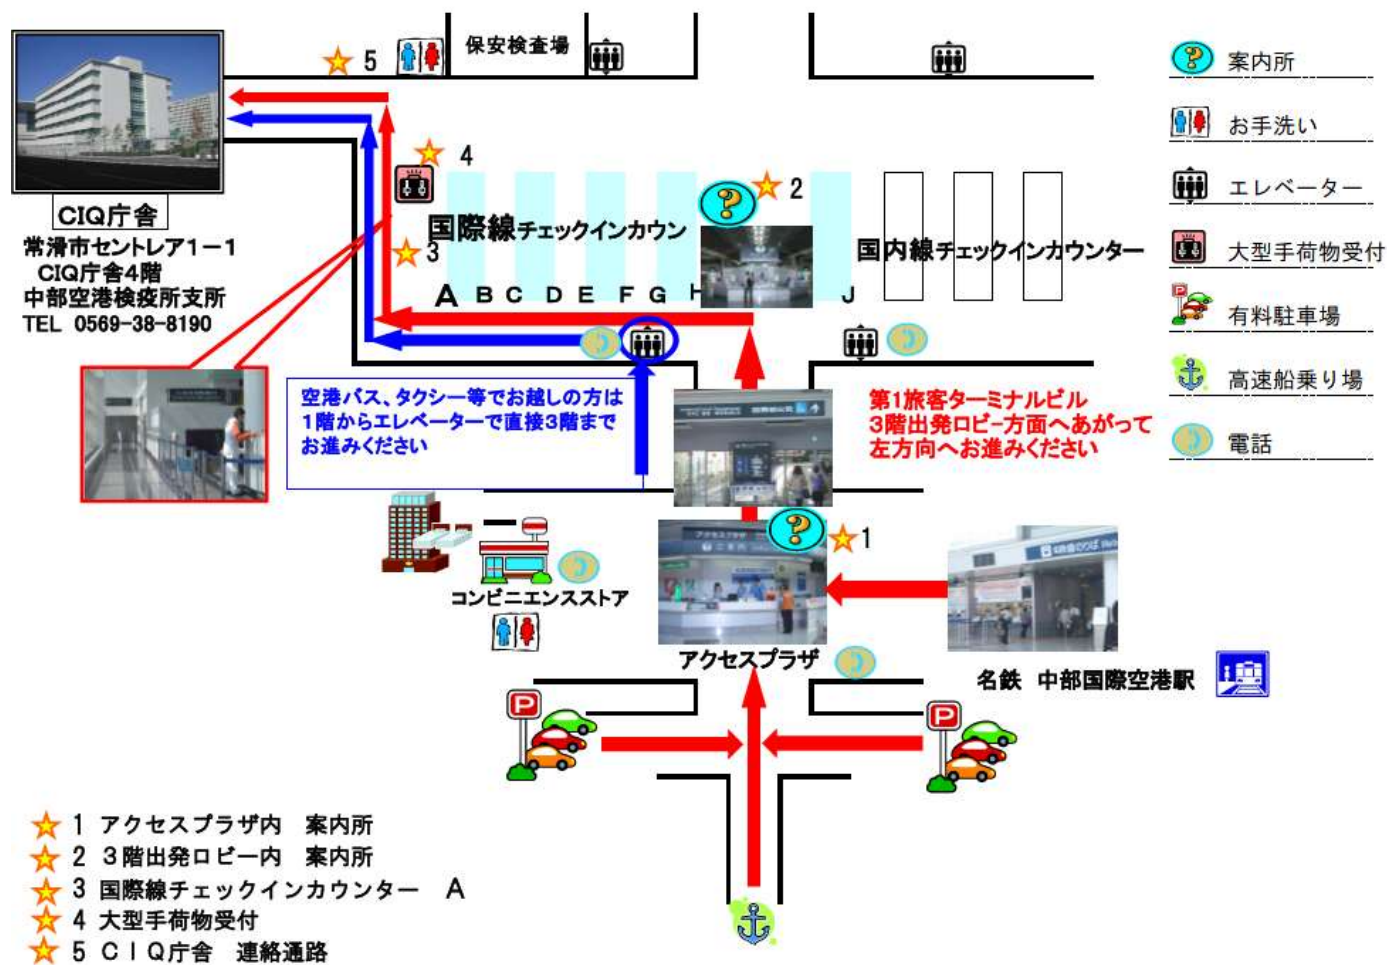 5
保安検査場
案内所
お手洗い
エレベーター
大型手荷物受付
有料駐車場
高速船乗り場
電話
CIQ庁舎
常滑市セントレア1－1
CIQ庁舎4階
中部空港検疫所支所
TEL 0569-38-8190
4
2
国際線チェックインカウン
国内線チェックインカウンター
3
A B C D E F G H J
空港バス、タクシー等でお越しの方は
1階からエレベーターで直接3階まで
お進みください
第1旅客ターミナルビル
3階出発ロビｰ方面へあがって
左方向へお進みください
アクセスプラザ
1
コンビニエンスストア
アクセスプラザ
名鉄 中部国際空港駅
P
P
1 アクセスプラザ内 案内所
2 3階出発ロビー内 案内所
3 国際線チェックインカウンター A
4 大型手荷物受付
5 CIQ庁舎 連絡通路